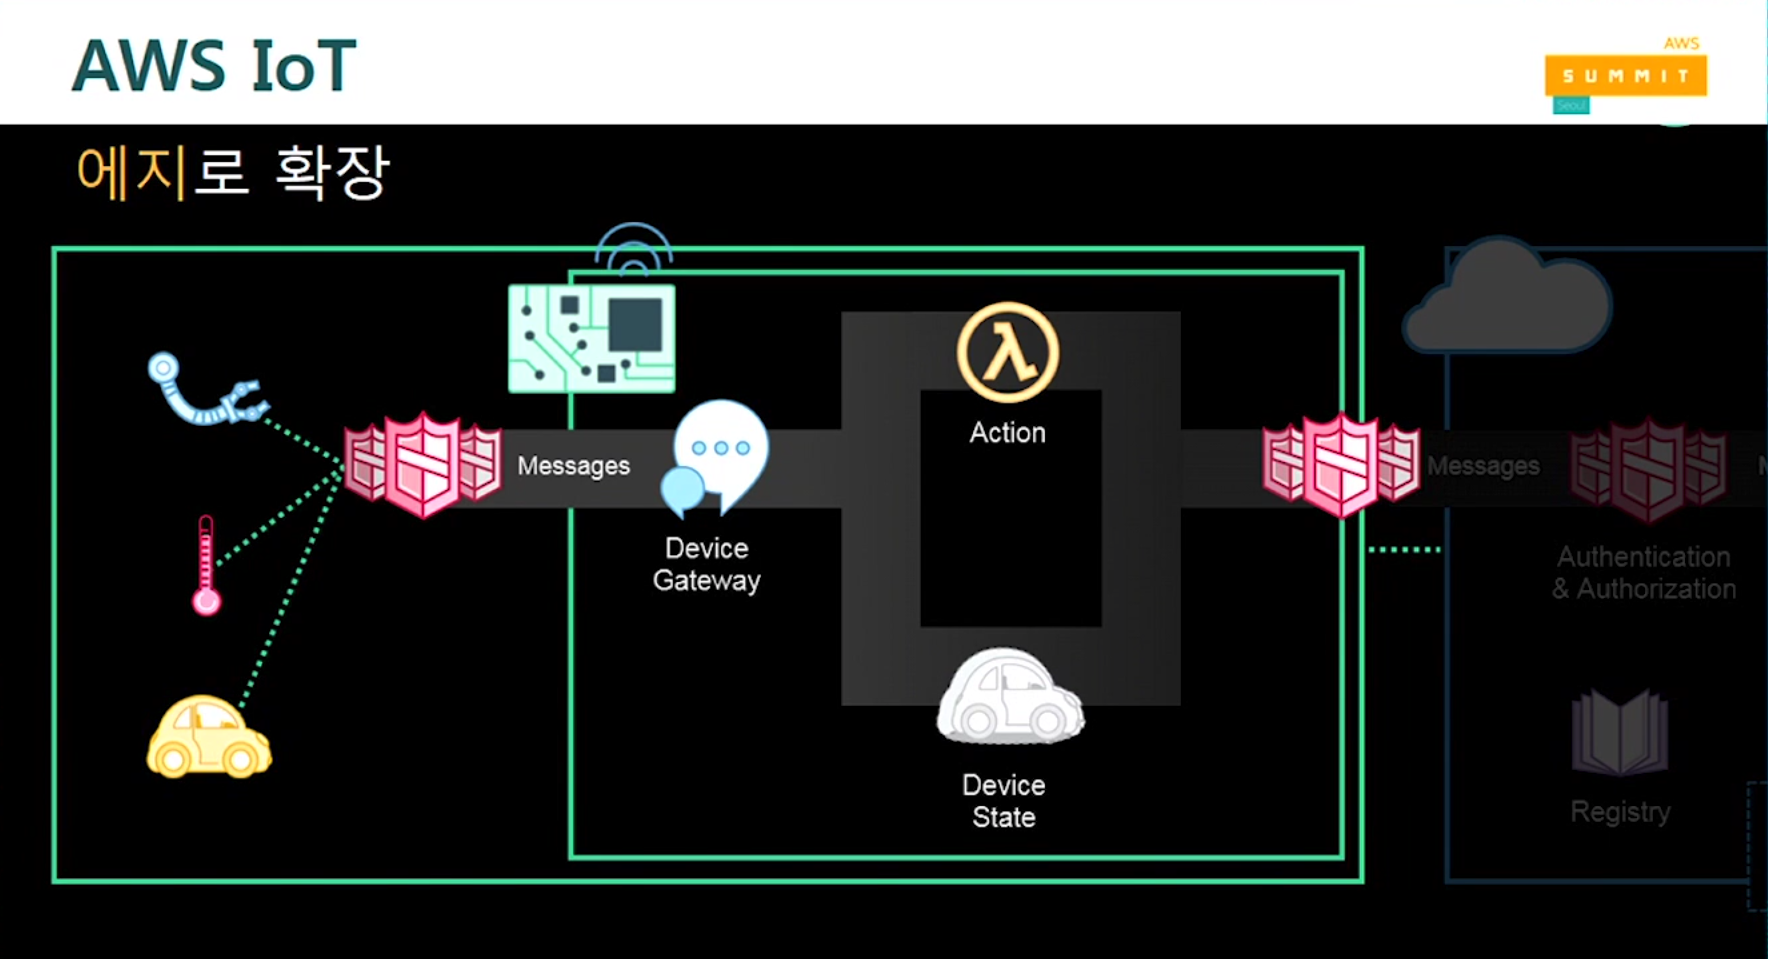 AWS IoT
AWS
SUMMIT
Seoul
에지로 확장
Action
Messages
Device
Gateway
Device
State
Messages
Authentication
& Authorization
Registry